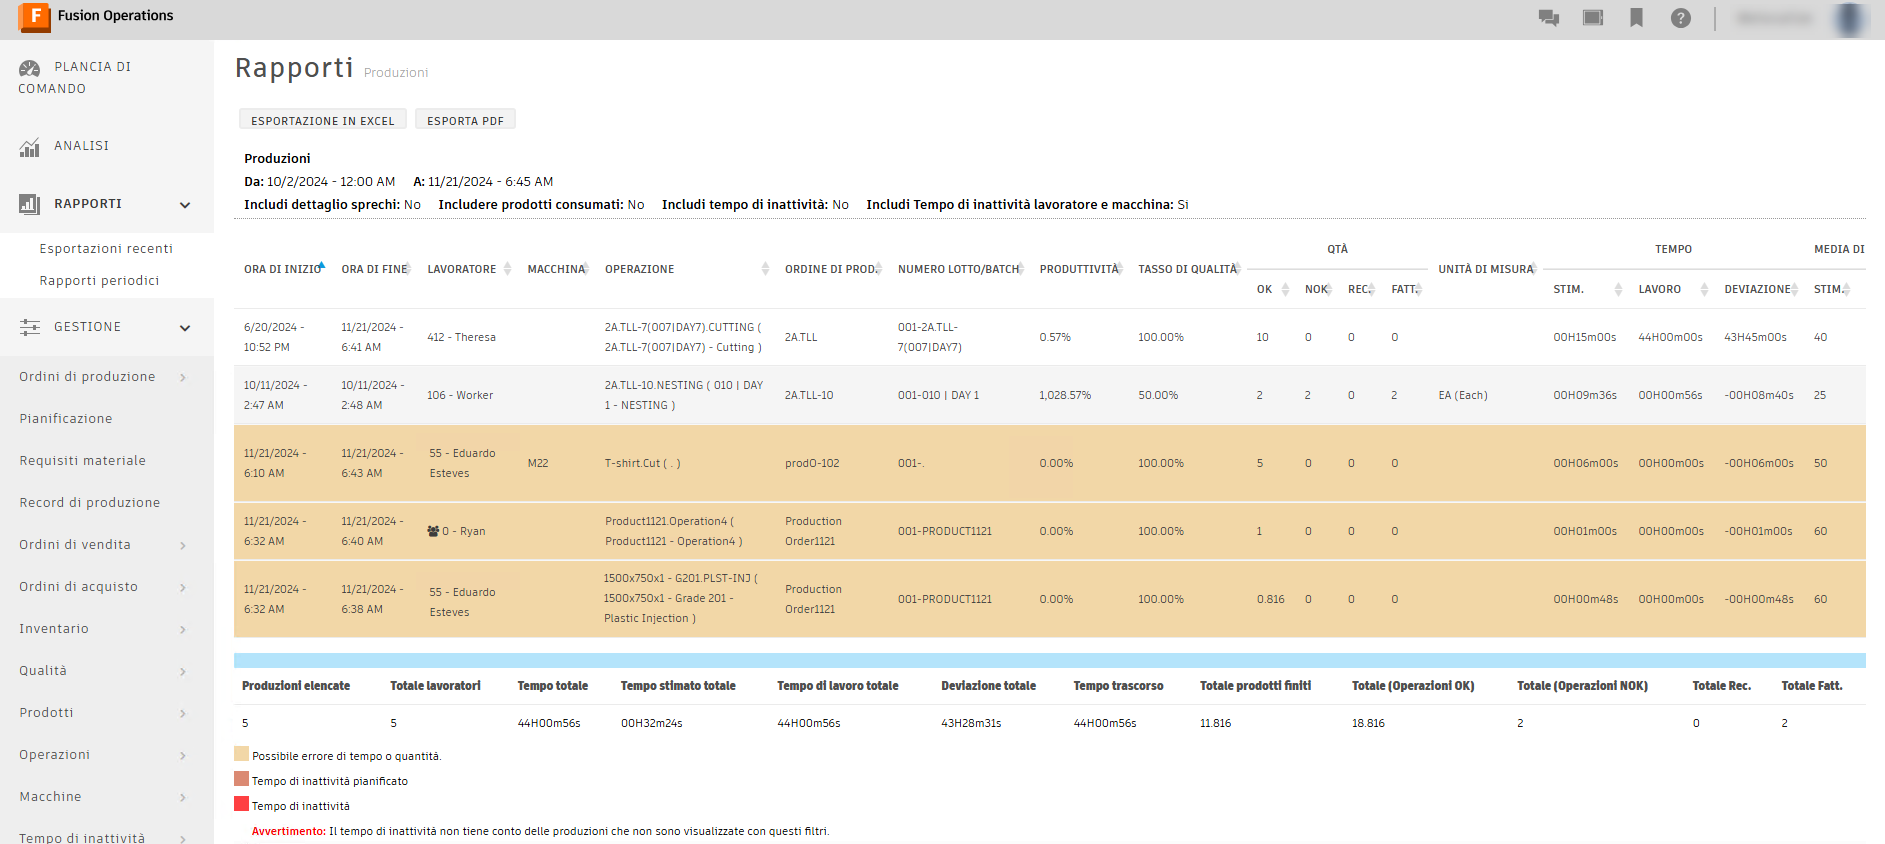 Fusion Operations
PLANCIA DI
COMANDO
ANALISI
RAPPORTI
Esportazioni recenti
Rapporti periodici
GESTIONE
Ordini di produzione
Pianificazione
Requisiti materiale
Record di produzione
Ordini di vendita
Ordini di acquisto
Inventario
Qualità
Prodotti
Operazioni
Macchine
Tempo di inattività
Rapporti Produzioni
ESPORTAZIONE IN EXCEL ESPORTA PDF
Produzioni
Da: 10/2/2024 - 12:00 AM A: 11/21/2024 - 6:45 AM
Includi dettaglio sprechi: No Includere prodotti consumati: No Includi tempo di inattività: No Includi Tempo di inattività lavoratore e macchina: Si
QTÀ TEMPO MEDIA DI
ORA DI INIZIO ORA DI FINE LAVORATORE MACCHINA OPERAZIONE ORDINE DI PROD. NUMERO LOTTO/BATCH PRODUTTIVITÀ TASSO DI QUALITÀ UNITÀ DI MISURA
OK NOK REC. FATT. STIM. LAVORO DEVIAZIONE STIM.
6/20/2024 - 11/21/2024 - 2A.TLL-7(007|DAY7).CUTTING ( 001-2A.TLL-
10:52 PM 6:41 AM 412 - Theresa 2A.TLL-7(007|DAY7) - Cutting ) 2A.TLL 7(007|DAY7) 0.57% 100.00% 10 0 0 0 00H15m00s 44H00m00s 43H45m00s 40
10/11/2024 - 10/11/2024 - 2A.TLL-10.NESTING ( 010 | DAY
2:47 AM 2:48 AM 106 - Worker 1 - NESTING ) 2A.TLL-10 001-010 | DAY 1 1,028.57% 50.00% 2 2 0 2 EA (Each) 00H09m36s 00H00m56s -00H08m40s 25
11/21/2024 - 11/21/2024 - 55 - Eduardo
6:10 AM 6:43 AM Esteves M22 T-shirt.Cut ( . ) prodO-102 001-. 0.00% 100.00% 5 0 0 0 00H06m00s 00H00m00s -00H06m00s 50
11/21/2024 - 11/21/2024 - Product1121.Operation4 ( Production
6:32 AM 6:40 AM 0 - Ryan Product1121 - Operation4 ) Order1121 001-PRODUCT1121 0.00% 100.00% 1 0 0 0 00H01m00s 00H00m00s -00H01m00s 60
1500x750x1 - G201.PLST-INJ (
11/21/2024 - 11/21/2024 - 55 - Eduardo 1500x750x1 - Grade 201 - Production
6:32 AM 6:38 AM Esteves Plastic Injection ) Order1121 001-PRODUCT1121 0.00% 100.00% 0.816 0 0 0 00H00m48s 00H00m00s -00H00m48s 60
Produzioni elencate Totale lavoratori Tempo totale Tempo stimato totale Tempo di lavoro totale Deviazione totale Tempo trascorso Totale prodotti finiti Totale (Operazioni OK) Totale (Operazioni NOK) Totale Rec. Totale Fatt.
5 5 44H00m56s 00H32m24s 44H00m56s 43H28m31s 44H00m56s 11.816 18.816 2 0 2
Possibile errore di tempo o quantità.
Tempo di inattività pianificato
Tempo di inattività
Avvertimento: Il tempo di inattività non tiene conto delle produzioni che non sono visualizzate con questi filtri.